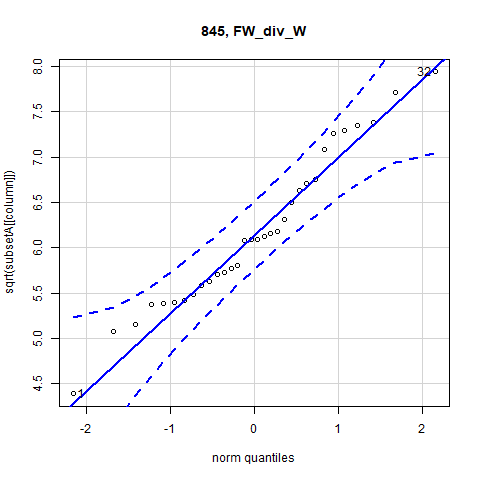 845, FW_div_W
sqrt(subsetA[[column]])
8.0
7.5
7.0
6.5
6.0
5.5
5.0
4.5
32
1
-2 -1 0 1 2
norm quantiles